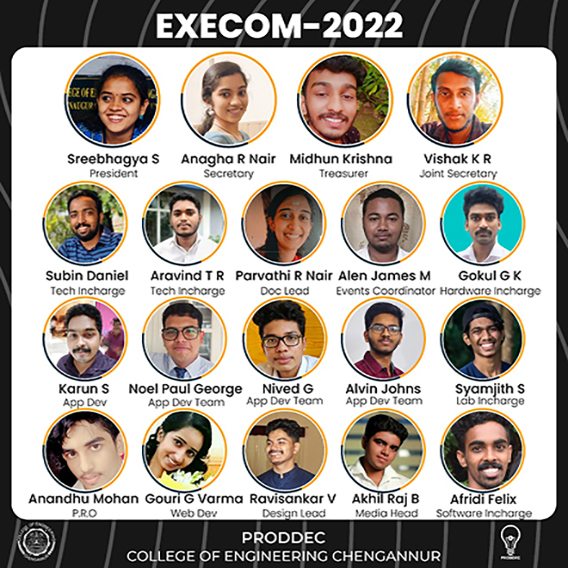 EXECOM-2022
Sreebhagya S
President
Anagha R Nair
Secretary
Midhun Krishna
Treasurer
Vishak K R
Joint Secretary
Subin Daniel
Tech Incharge
Aravind T R
Tech Incharge
Parvathi R Nair
Doc Lead
Alen James M
Events Coordinator
Gokul G K
Hardware Incharge
Karun S
App Dev
Noel Paul George
App Dev Team
Nived G
App Dev Team
Alvin Johns
App Dev Team
Syamjith S
Lab Incharge
Anandhu Mohan
P.R.O
Gouri G Varma
Web Dev
Ravisankar V
Design Lead
Akhil Raj B
Media Head
Afridi Felix
Software Incharge
PRODDEC
COLLEGE OF ENGINEERING CHENGANNUR
PRODDEC